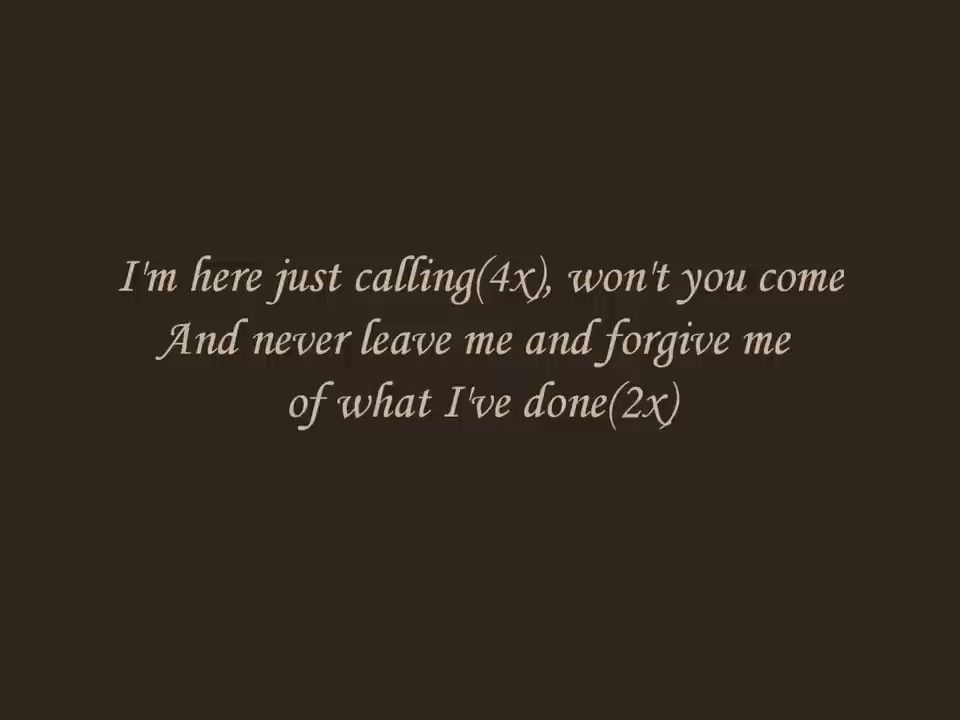 I'm here just calling(4x), won't you come
And never leave me and forgive me
of what I've done(2x)